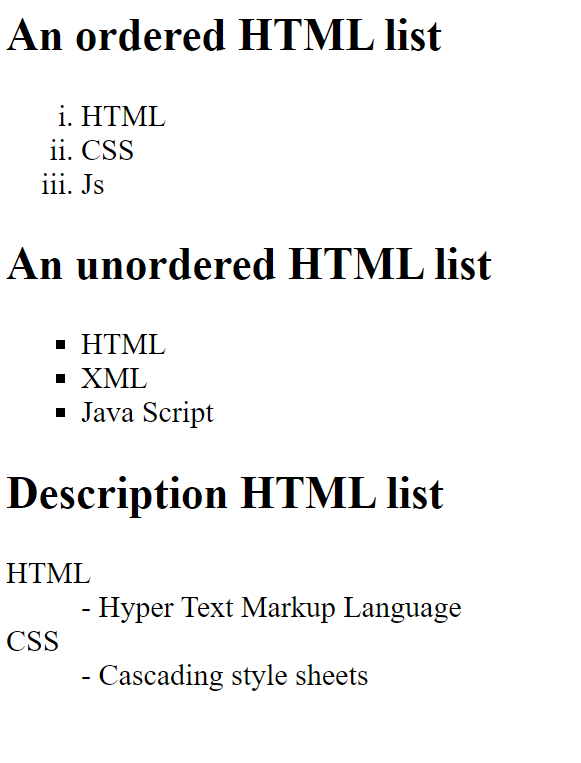 An ordered HTML list
i. HTML
ii. CSS
iii. Js
An unordered HTML list
▪ HTML
▪ XML
▪ Java Script
Description HTML list
HTML
- Hyper Text Markup Language
CSS
- Cascading style sheets